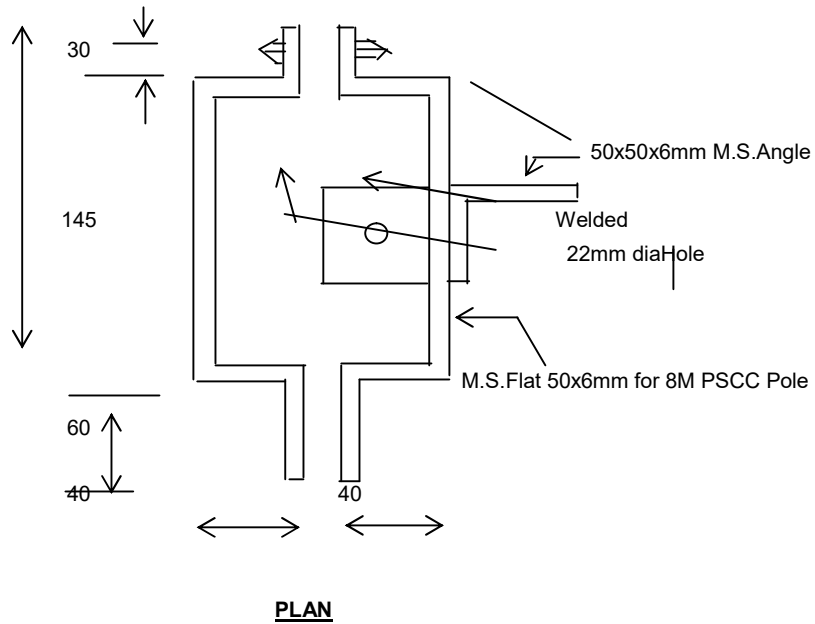 30
50x50x6mm M.S.Angle
145
Welded
22mm diaHole
M.S.Flat 50x6mm for 8M PSCC Pole
60
40
40
PLAN